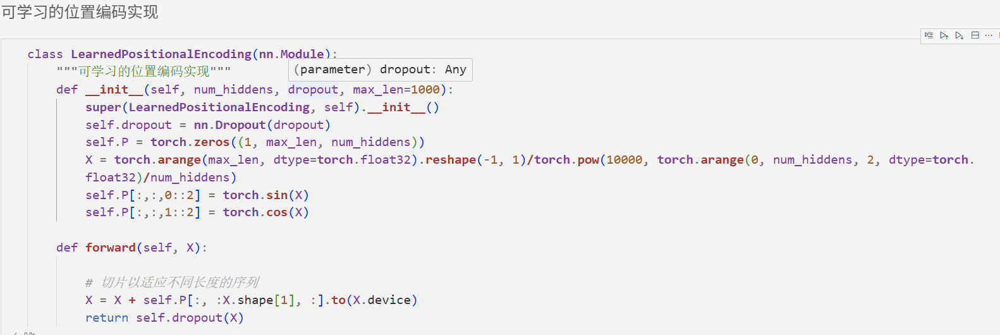 可学习的位置编码实现
class LearnedPositionalEncoding(nn.Module):
"""可学习的位置编码实现"""
(parameter) dropout: Any
def __init__(self, num_hiddens, dropout, max_len=1000):
super(LearnedPositionalEncoding, self).__init__()
self.dropout = nn.Dropout(dropout)
self.P = torch.zeros((1, max_len, num_hiddens))
X = torch.arange(max_len, dtype=torch.float32).reshape(-1, 1)/torch.pow(10000, torch.arange(0, num_hiddens, 2, dtype=torch.
float32)/num_hiddens)
self.P[:,:,0::2] = torch.sin(X)
self.P[:,:,1::2] = torch.cos(X)
def forward(self, X):
# 切片以适应不同长度的序列
X = X + self.P[:, :X.shape[1], :].to(X.device)
return self.dropout(X)